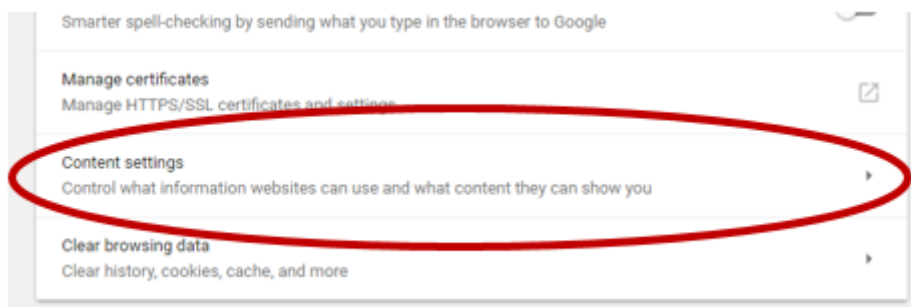 Smarter spell-checking by sending what you type in the browser to Google
Manage certificates
Manage HTTPS/SSL certificates and settings
Content settings
Control what information websites can use and what content they can show you
Clear browsing data
Clear history, cookies, cache, and more